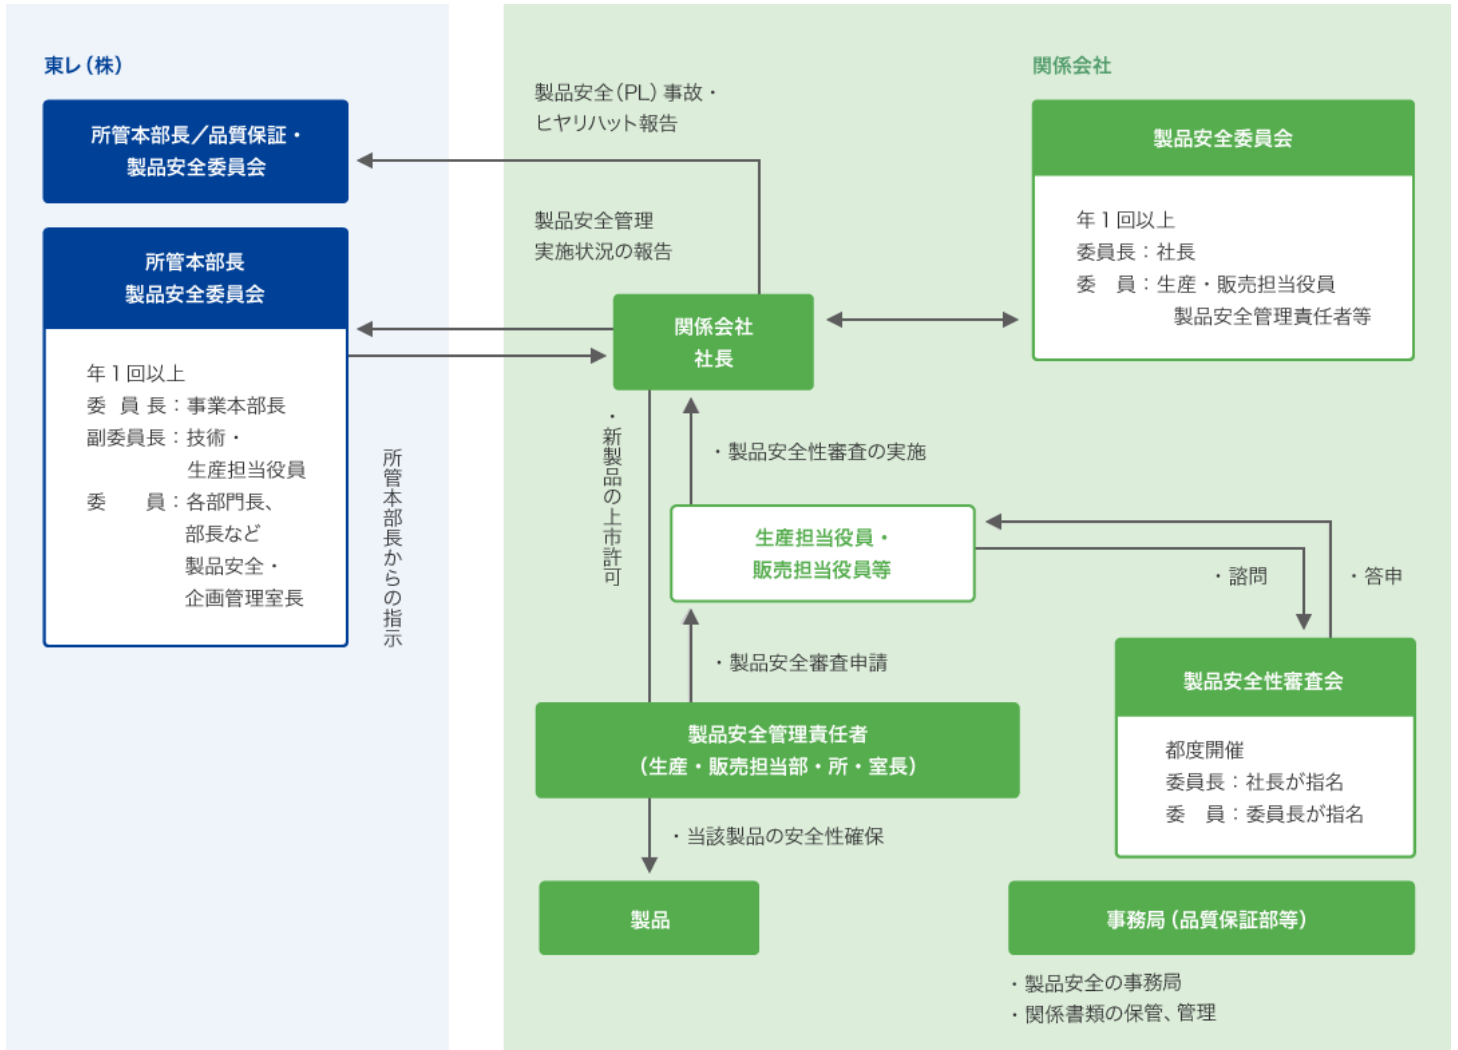 東レ（株）
所管本部長／品質保証・
製品安全委員会
所管本部長
製品安全委員会
年１回以上
委員長：事業本部長
副委員長：技術・
生産担当役員
委　員：各部門長、
部長など
製品安全・
企画管理室長
所管本部長からの指示
製品安全（PL）事故・
ヒヤリハット報告
製品安全管理
実施状況の報告
関係会社
社長
関係会社
製品安全委員会
年１回以上
委員長：社長
委　員：生産・販売担当役員
製品安全管理責任者等
・新製品の上市許可
・製品安全性審査の実施
生産担当役員・
販売担当役員等
・諮問
・答申
・製品安全審査申請
製品安全管理責任者
（生産・販売担当部・所・室長）
製品安全性審査会
都度開催
委員長：社長が指名
委　員：委員長が指名
・当該製品の安全性確保
製品
事務局（品質保証部等）
・製品安全の事務局
・関係書類の保管、管理